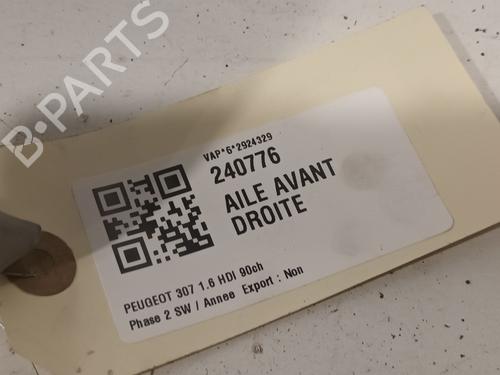 B-PARTS
VAP*6*2924329
240776
AILE AVANT
DROITE
PEUGEOT 307 1.6 HDI 90ch
Phase 2 SW / Annee Export : Non